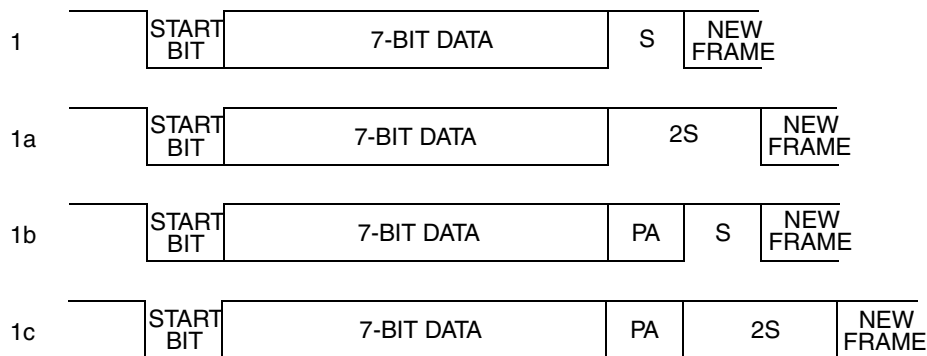 1 START BIT 7-BIT DATA S NEW FRAME
1a START BIT 7-BIT DATA 2S NEW FRAME
1b START BIT 7-BIT DATA PA S NEW FRAME
1c START BIT 7-BIT DATA PA 2S NEW FRAME